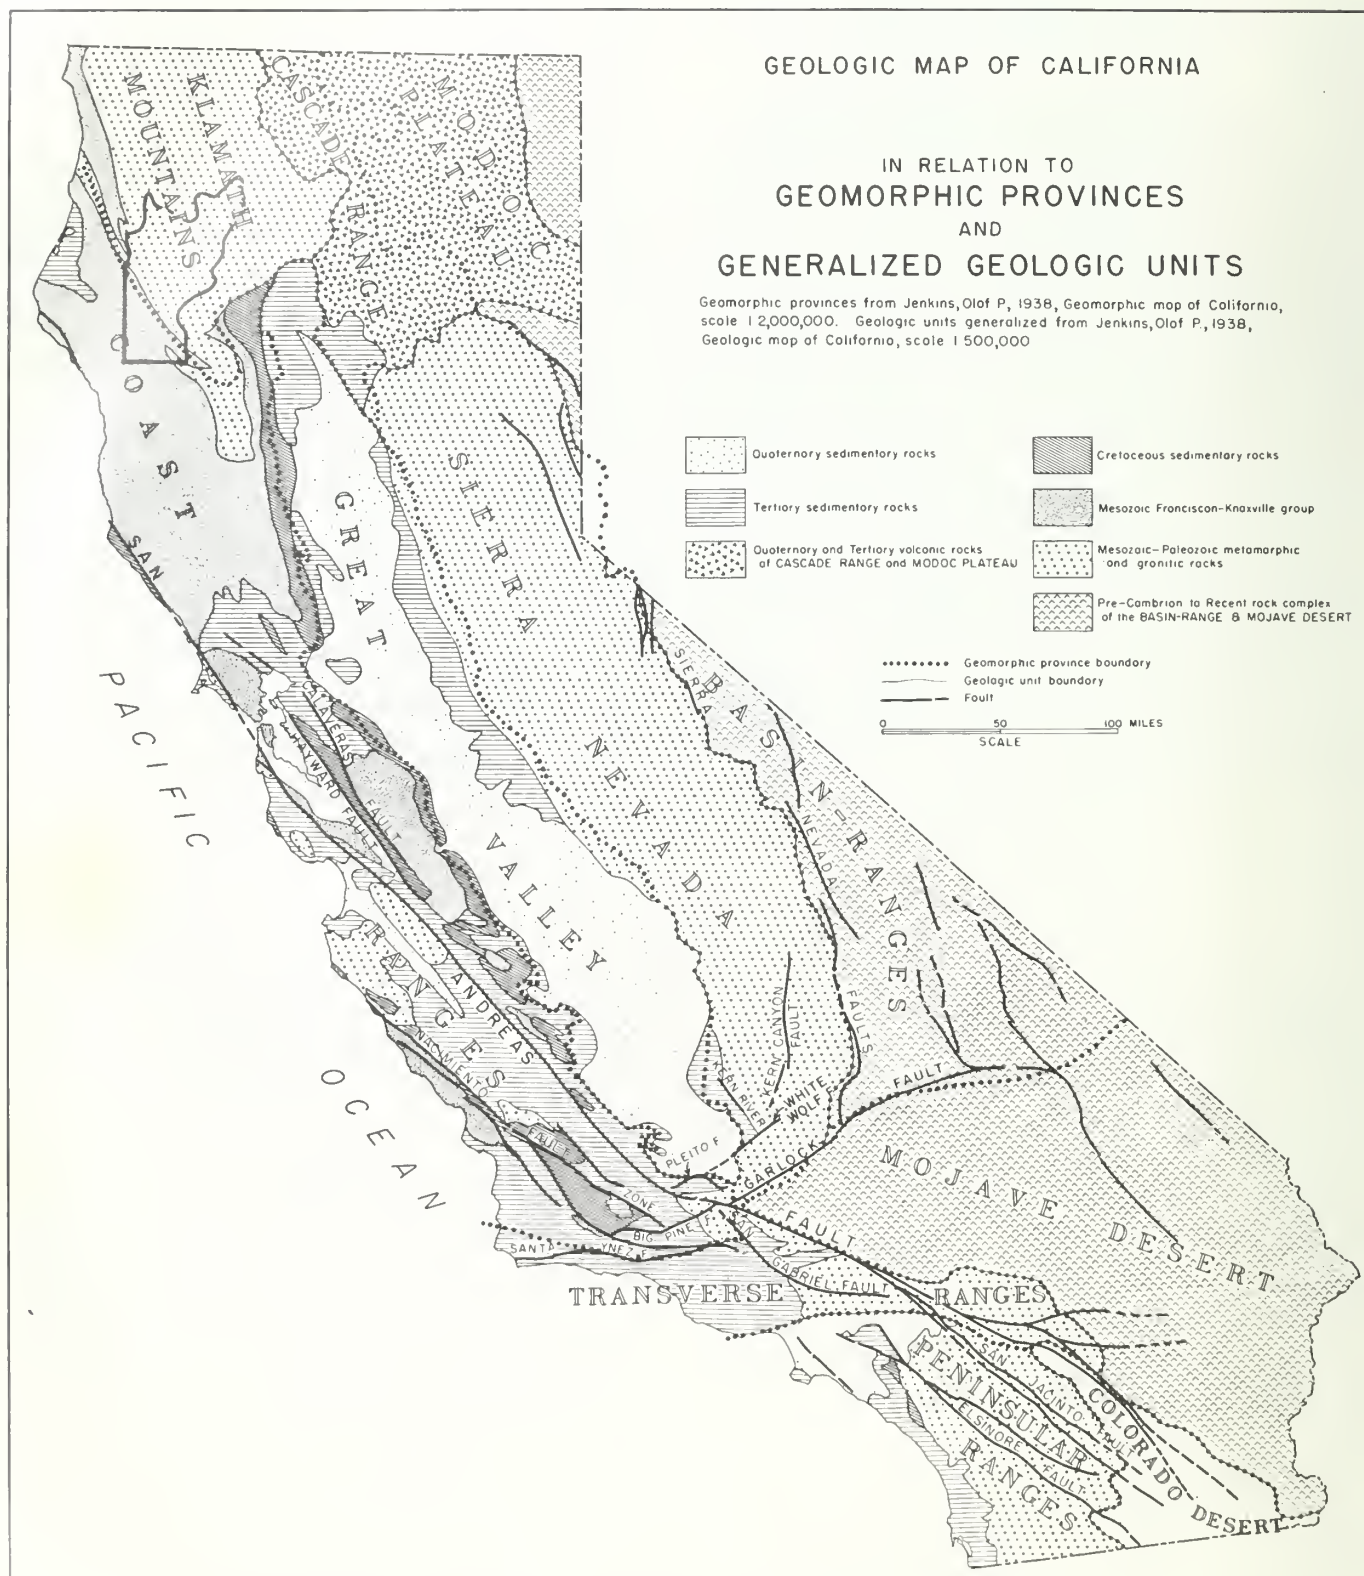 GEOLOGIC MAP OF CALIFORNIA
IN RELATION TO
GEOMORPHIC PROVINCES
AND
GENERALIZED GEOLOGIC UNITS
Geomorphic provinces from Jenkins, Olof P., 1938, Geomorphic map of California,
scale 1 2,000,000. Geologic units generalized from Jenkins, Olof P., 1938,
Geologic map of California, scale 1 500,000
Quaternary sedimentary rocks
Tertiary sedimentary rocks
Quaternary and Tertiary volcanic rocks
of CASCADE RANGE and MODOC PLATEAU
Cretaceous sedimentary rocks
Mesozoic Franciscan-Knoxville group
Mesozoic-Paleozoic metamorphic
and granitic rocks
Pre-Cambrian to Recent rock complex
of the BASIN-RANGE & MOJAVE DESERT
Geomorphic province boundary
Geologic unit boundary
Fault
0 50 100 MILES
SCALE
KLAMATH
MOUNTAINS
CASCADE RANGE
MODOC
PLATEAU
COAST
RANGES
GREAT
VALLEY
SIERRA
NEVADA
BASIN-RANGES
SIERRA
NEVADA
FAULTS
SAN
ANDREAS
FAULT
CALAVERAS
FAULT
HAYWARD FAULT
NACIMIENTO
FAULT
ZONE
KERN CANYON
FAULT
KERN RIVER
WHITE
WOLF F.
PLEITO F.
GARLOCK
FAULT
BIG PINE F.
SANTA YNEZ F.
SAN
GABRIEL FAULT
TRANSVERSE RANGES
MOJAVE DESERT
PENINSULAR
RANGES
SAN JACINTO FAULT
ELSINORE FAULT
COLORADO DESERT
PACIFIC
OCEAN